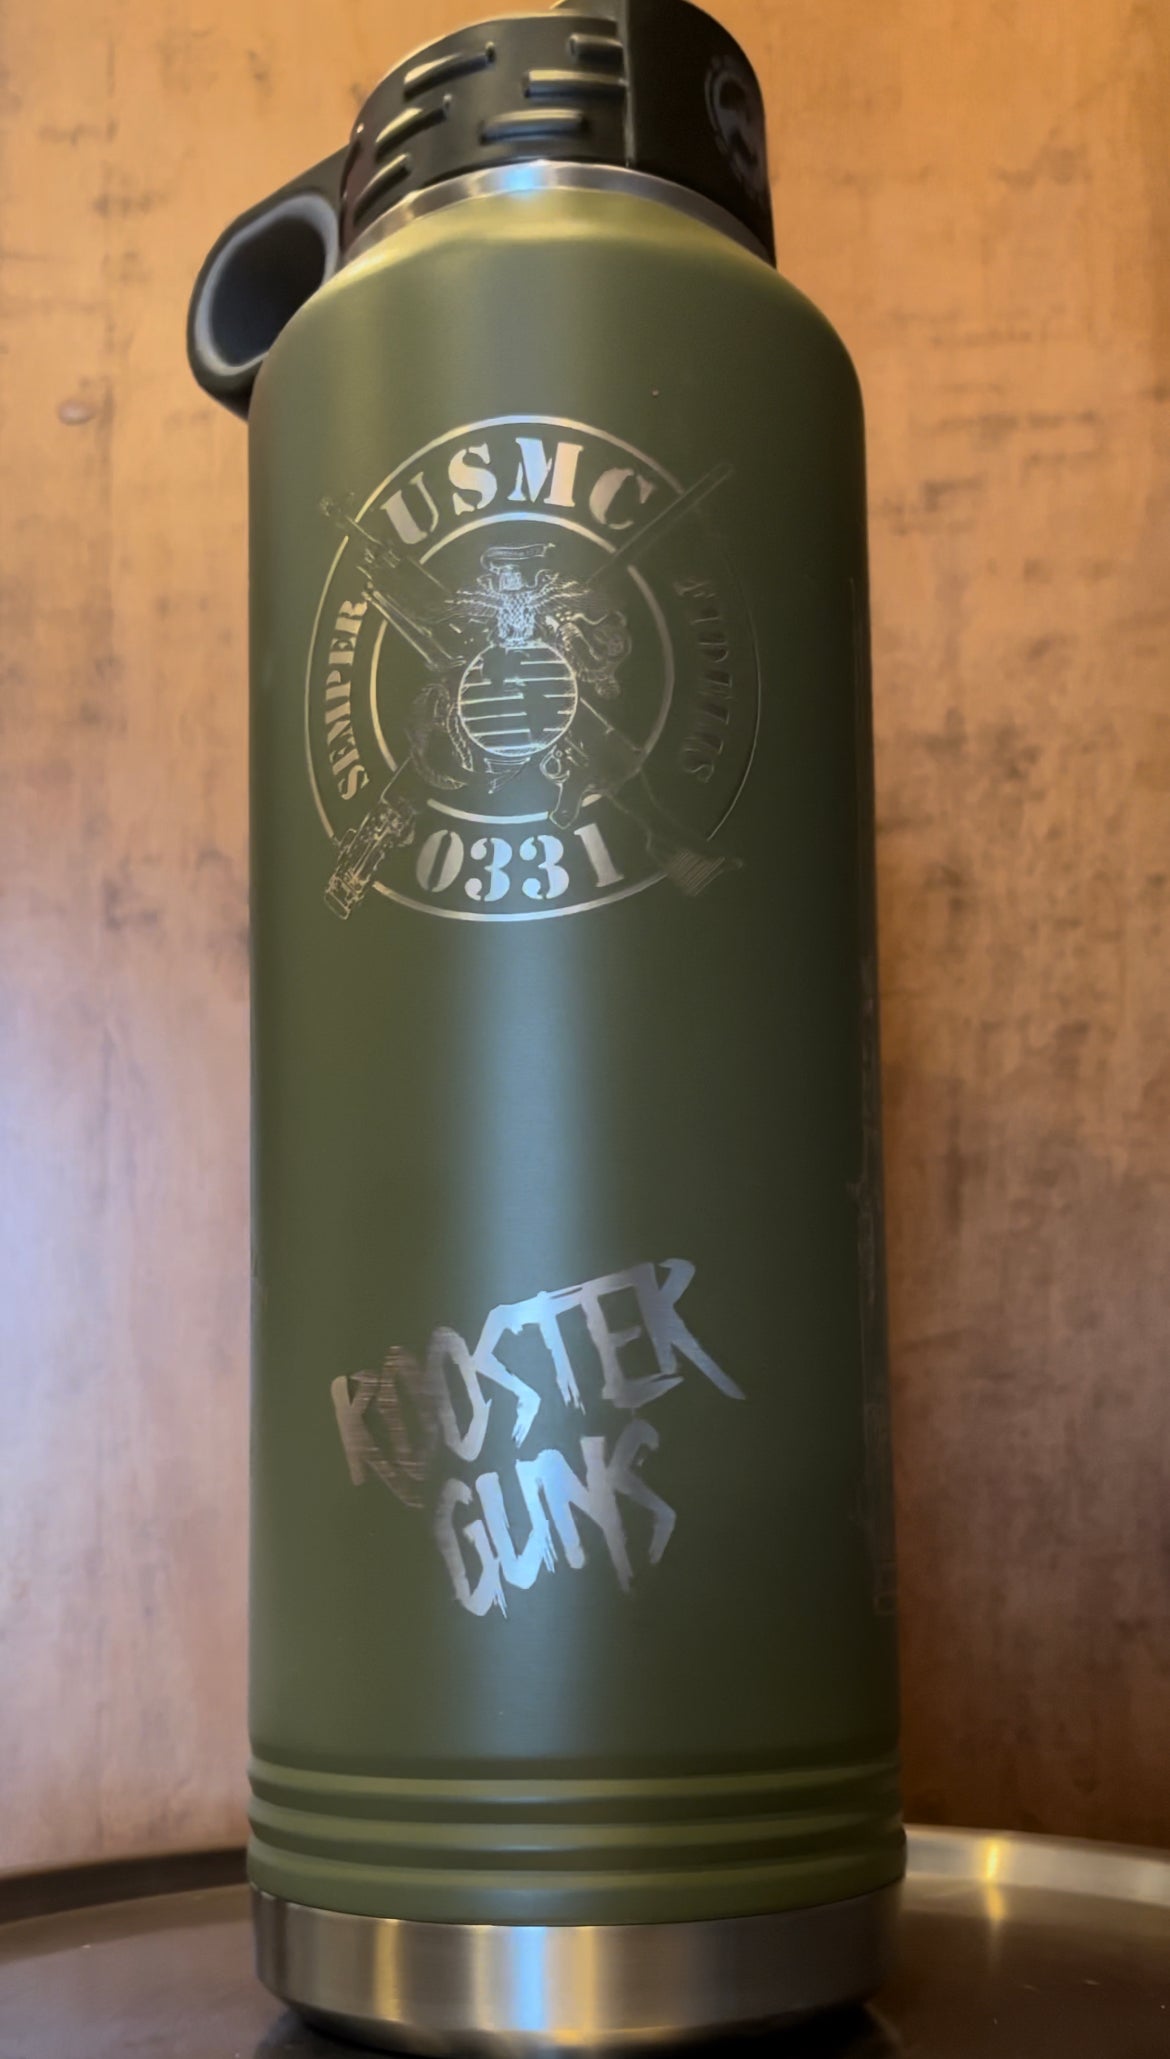 USMC
SEMPER
FIDELIS
0331
ROOSTER
GUNS